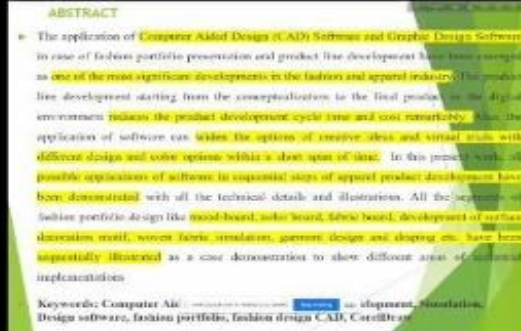 ABSTRACT
The application of Computer Aided Design (CAD) Software and Graphic Design Software
in case of fashion portfolio presentation and product line development have been
as one of the most significant developments in the fashion and apparel industry. The product
line development starting from the conceptualization to the final product in the digital
environment reduces the product development cycle time and cost remarkably. Also, the
application of software can widen the options of creative ideas and virtual trials with
different design and color options within a short span of time. In this present work, all
possible applications of software in sequential steps of apparel product development have
been demonstrated with all the technical details and illustrations. All the segments of
fashion portfolio design like mood board, color board, fabric board, development of surface
decoration motif, woven fabric simulation, garment design and draping etc. have been
sequentially illustrated as a case demonstration to show different areas of
implementations
Keywords: Computer Aid Simulation,
Design software, fashion portfolio, fashion design CAD, CorelDraw